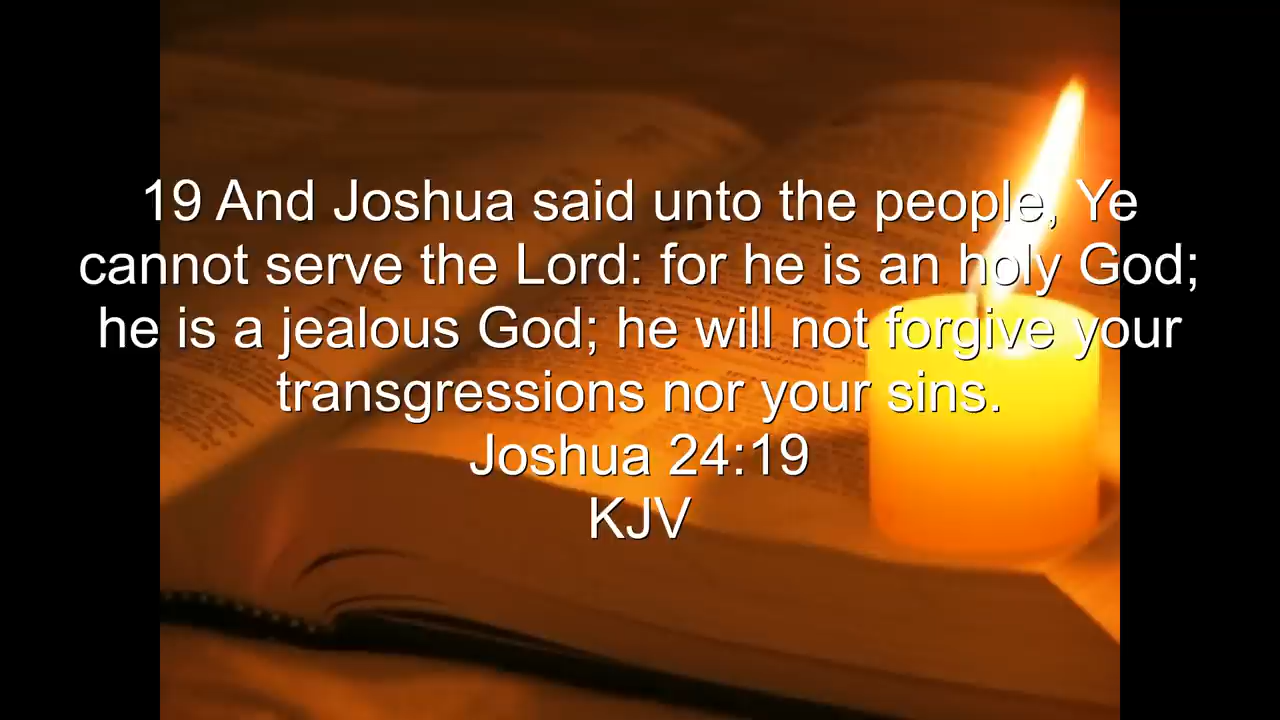 19 And Joshua said unto the people, Ye
cannot serve the Lord: for he is an holy God;
he is a jealous God; he will not forgive your
transgressions nor your sins.
Joshua 24:19
KJV